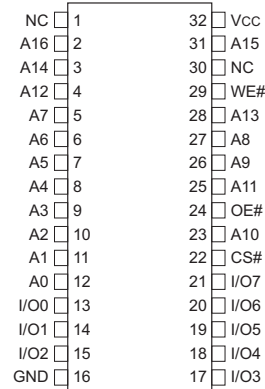 NC 1 32 Vcc
A16 2 31 A15
A14 3 30 NC
A12 4 29 WE#
A7 5 28 A13
A6 6 27 A8
A5 7 26 A9
A4 8 25 A11
A3 9 24 OE#
A2 10 23 A10
A1 11 22 CS#
A0 12 21 I/O7
I/O0 13 20 I/O6
I/O1 14 19 I/O5
I/O2 15 18 I/O4
GND 16 17 I/O3